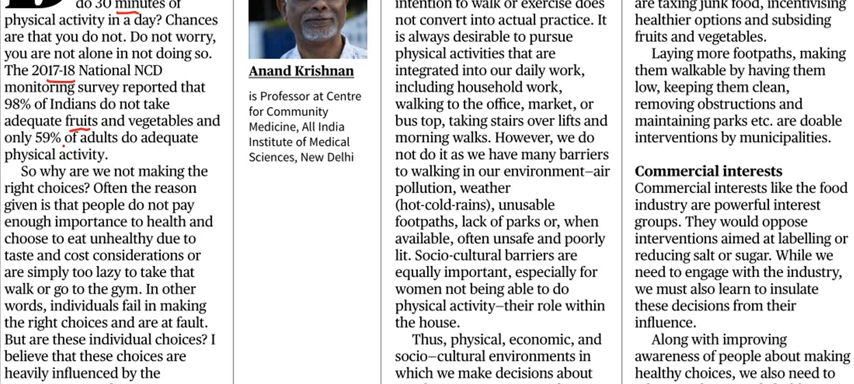 do 30 minutes of
physical activity in a day? Chances
are that you do not. Do not worry,
you are not alone in not doing so.
The 2017-18 National NCD
monitoring survey reported that
98% of Indians do not take
adequate fruits and vegetables and
only 59% of adults do adequate
physical activity.
So why are we not making the
right choices? Often the reason
given is that people do not pay
enough importance to health and
choose to eat unhealthy due to
taste and cost considerations or
are simply too lazy to take that
walk or go to the gym. In other
words, individuals fail in making
the right choices and are at fault.
But are these individual choices? I
believe that these choices are
heavily influenced by the
Anand Krishnan
is Professor at Centre
for Community
Medicine, All India
Institute of Medical
Sciences, New Delhi
intention to walk or exercise does
not convert into actual practice. It
is always desirable to pursue
physical activities that are
integrated into our daily work,
including household work,
walking to the office, market, or
bus top, taking stairs over lifts and
morning walks. However, we do
not do it as we have many barriers
to walking in our environment—air
pollution, weather
(hot-cold-rains), unusable
footpaths, lack of parks or, when
available, often unsafe and poorly
lit. Socio-cultural barriers are
equally important, especially for
women not being able to do
physical activity—their role within
the house.
Thus, physical, economic, and
socio—cultural environments in
which we make decisions about
are taxing junk food, incentivising
healthier options and subsiding
fruits and vegetables.
Laying more footpaths, making
them walkable by having them
low, keeping them clean,
removing obstructions and
maintaining parks etc. are doable
interventions by municipalities.
Commercial interests
Commercial interests like the food
industry are powerful interest
groups. They would oppose
interventions aimed at labelling or
reducing salt or sugar. While we
need to engage with the industry,
we must also learn to insulate
these decisions from their
influence.
Along with improving
awareness of people about making
healthy choices, we also need to